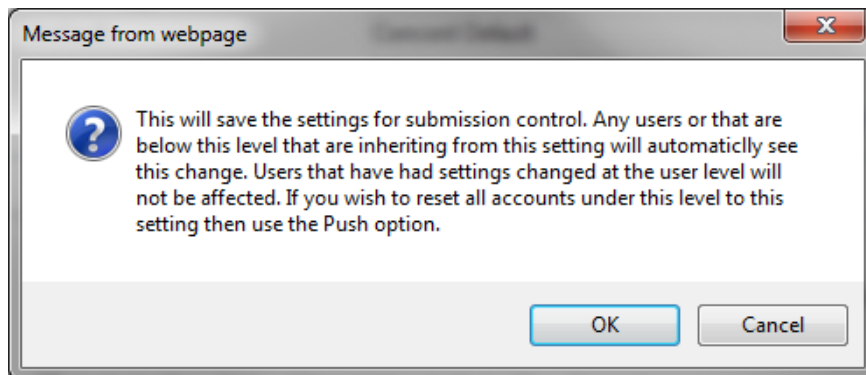 Message from webpage
Concord Default
This will save the settings for submission control. Any users or that are
below this level that are inheriting from this setting will automaticlly see
this change. Users that have had settings changed at the user level will
not be affected. If you wish to reset all accounts under this level to this
setting then use the Push option.
OK
Cancel